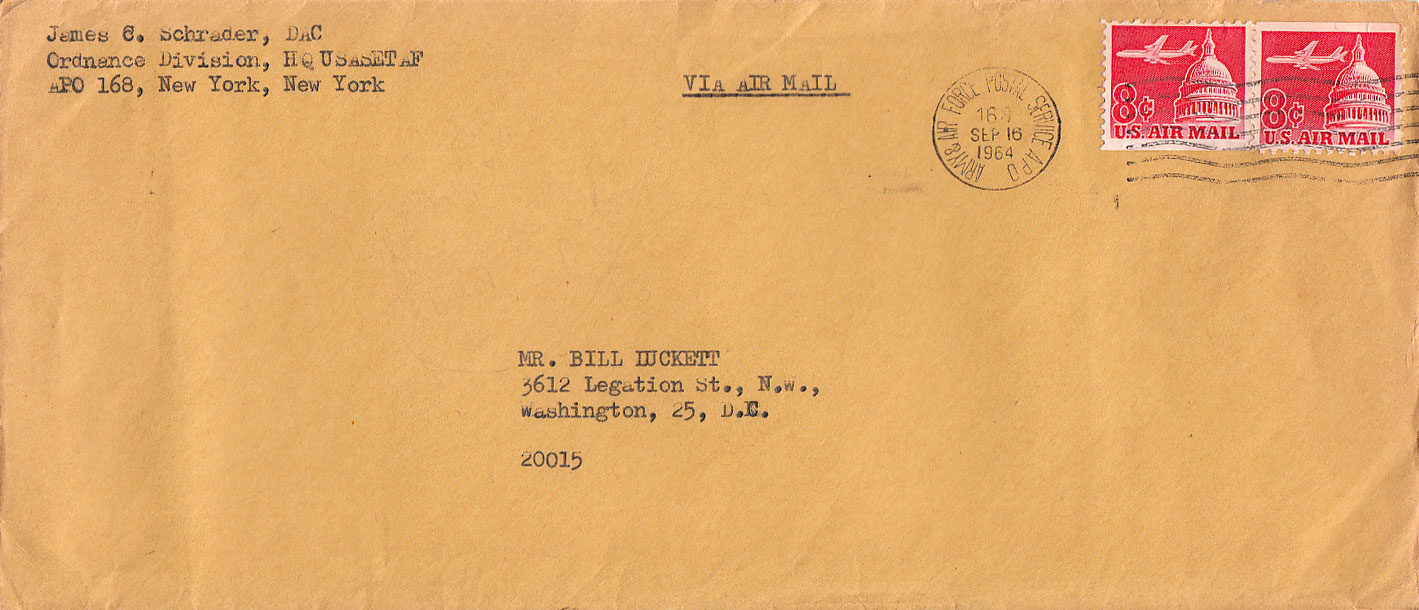 James C. Schrader, DAC
Ordnance Division, HQ USASETAF
APO 168, New York, New York
VIA AIR MAIL
ARMY & AIR FORCE POSTAL SERVICE APO
168
SEP 16
1964
8¢
U.S. AIR MAIL
8¢
U.S. AIR MAIL
MR. BILL LUCKETT
3612 Legation St., N.W.,
Washington, 25, D.C.
20015